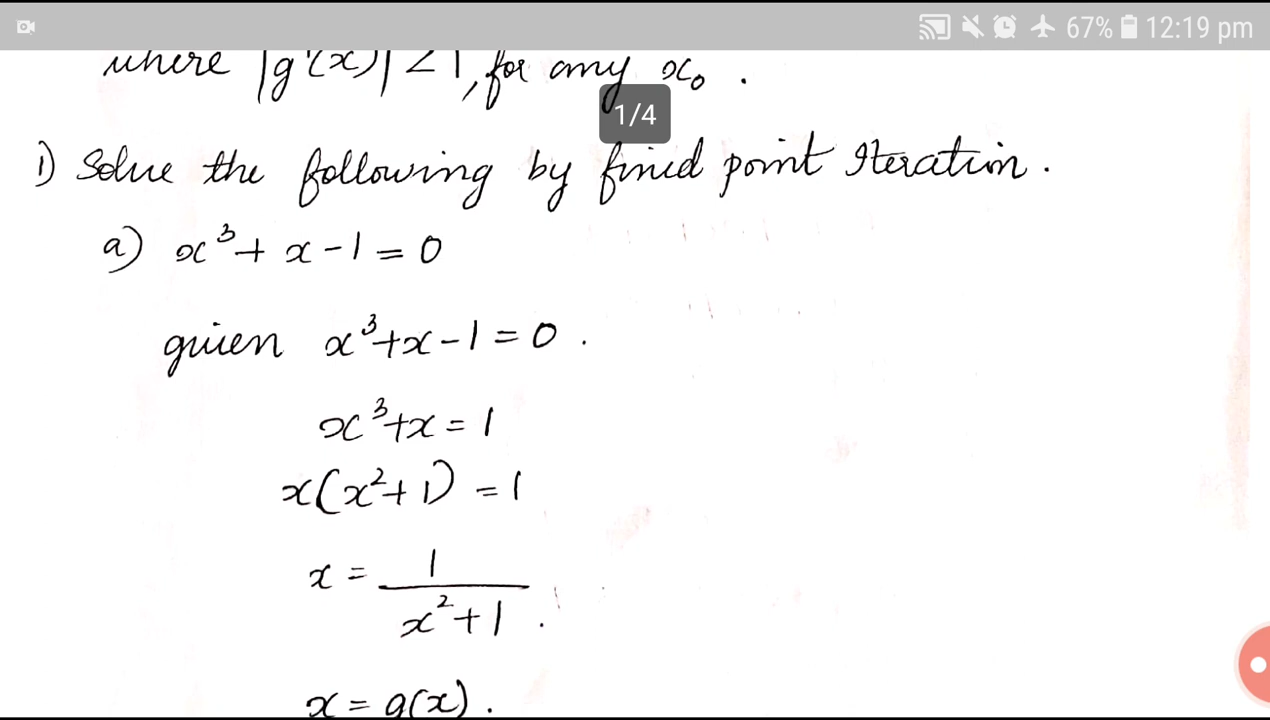 67% 12:19 pm
where |g'(x)| < 1, for any x₀ .
1/4
1) Solve the following by fined point Iteration .
a) x³ + x - 1 = 0
given x³ + x - 1 = 0 .
x³ + x = 1
x(x² + 1) = 1
x = 1 / x² + 1 .
x = g(x) .